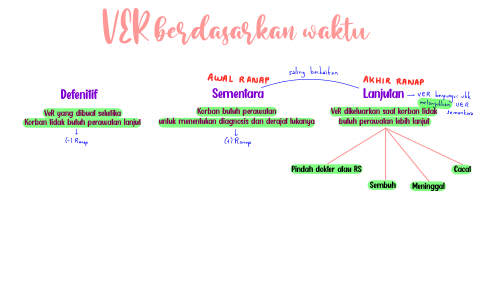 VER berdasarkan waktu
saling berkaitan
AWAL RANAP
AKHIR RANAP
Defenitif
Sementara
Lanjutan
→ VER berfungsi utk
melanjutkan VER
sementara
VeR yang dibuat seketika
Korban tidak butuh perawatan lanjut
Korban butuh perawatan
untuk menentukan diagnosis dan derajat lukanya
VeR dikeluarkan saat korban tidak
butuh perawatan lebih lanjut
↓
(-) Ranap
↓
(+) Ranap
Pindah dokter atau RS
Sembuh
Meninggal
Cacat